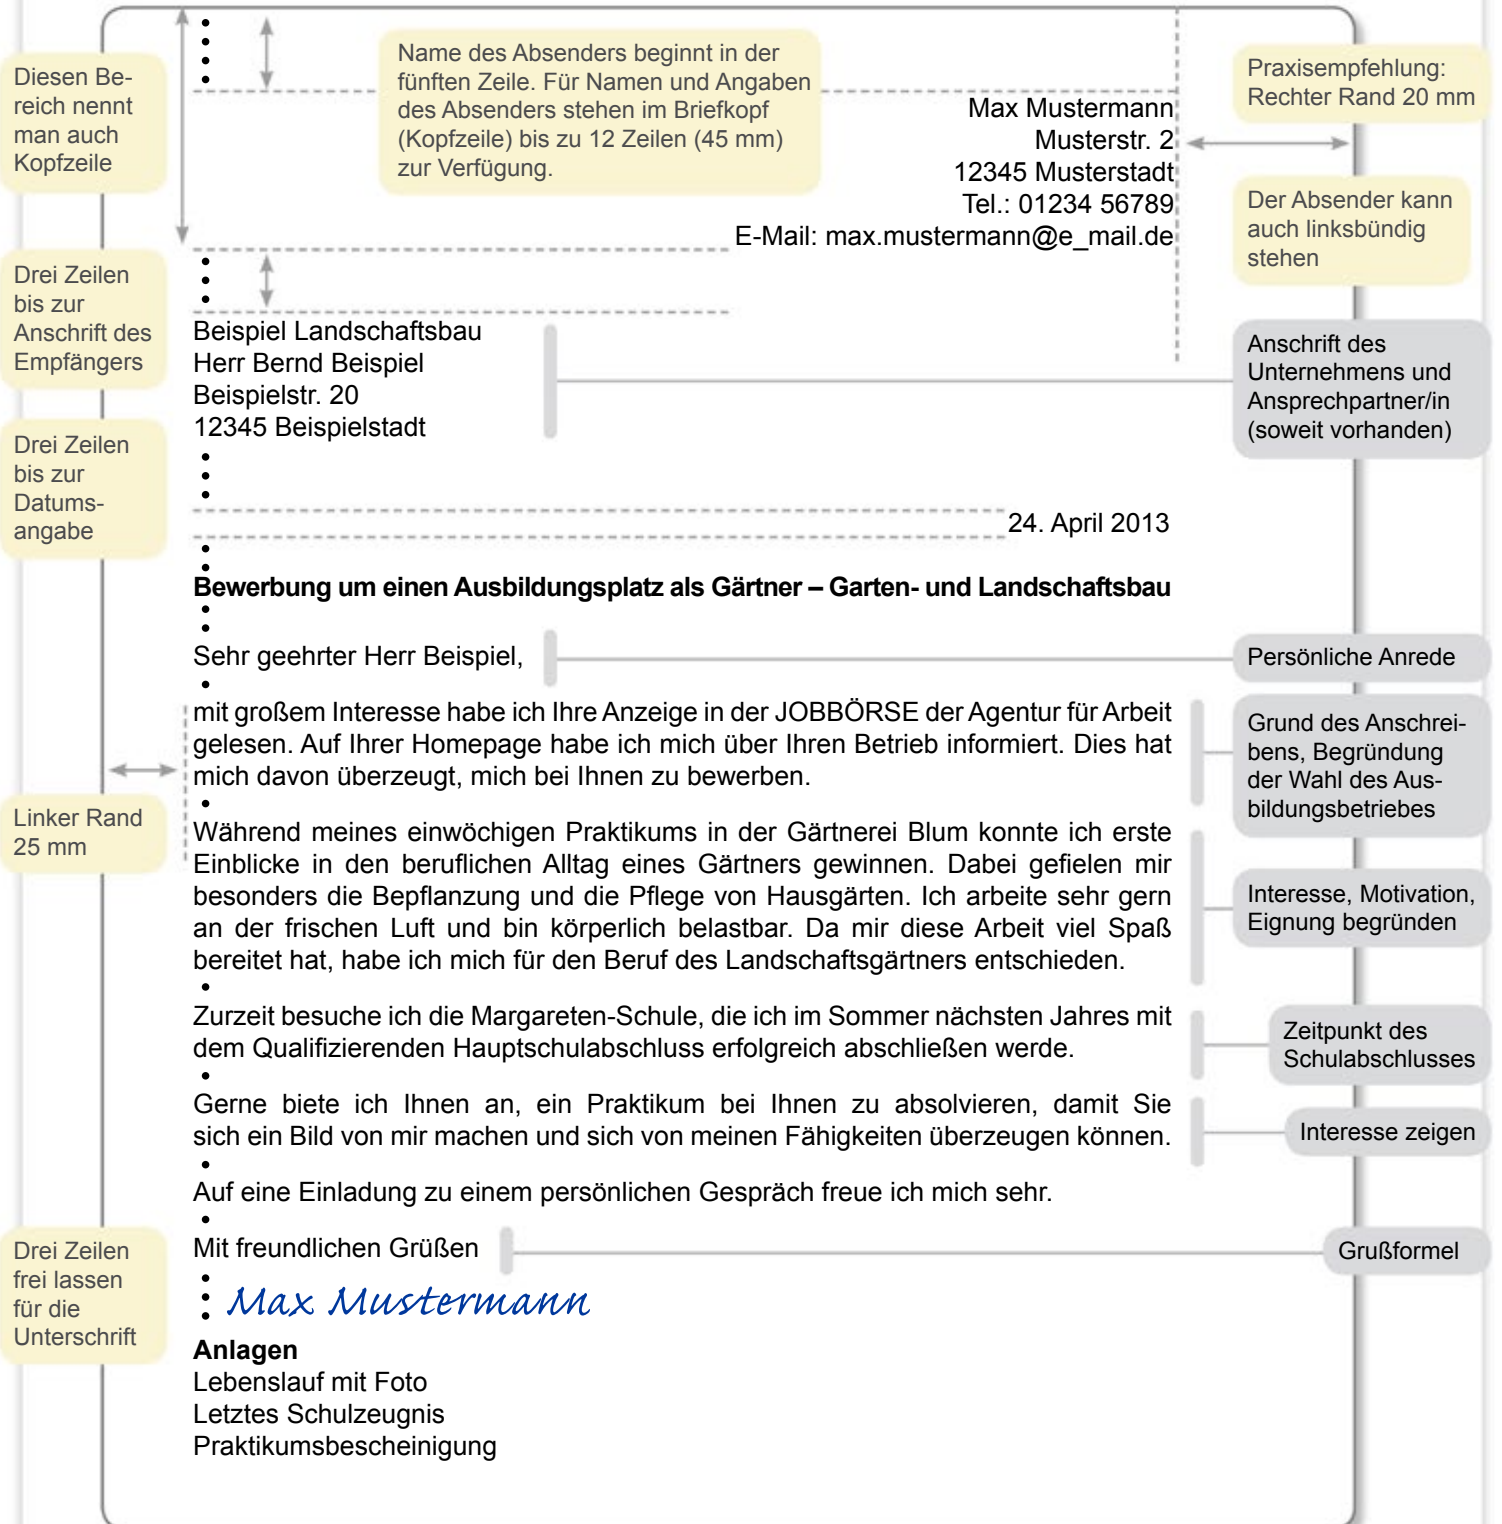 Diesen Be-
reich nennt
man auch
Kopfzeile
Name des Absenders beginnt in der
fünften Zeile. Für Namen und Angaben
des Absenders stehen im Briefkopf
(Kopfzeile) bis zu 12 Zeilen (45 mm)
zur Verfügung.
Max Mustermann
Musterstr. 2
12345 Musterstadt
Tel.: 01234 56789
E-Mail: max.mustermann@e_mail.de
Praxisempfehlung:
Rechter Rand 20 mm
Der Absender kann
auch linksbündig
stehen
Drei Zeilen
bis zur
Anschrift des
Empfängers
Beispiel Landschaftsbau
Herr Bernd Beispiel
Beispielstr. 20
12345 Beispielstadt
Anschrift des
Unternehmens und
Ansprechpartner/in
(soweit vorhanden)
Drei Zeilen
bis zur
Datums-
angabe
24. April 2013
Bewerbung um einen Ausbildungsplatz als Gärtner – Garten- und Landschaftsbau
Sehr geehrter Herr Beispiel,
Persönliche Anrede
mit großem Interesse habe ich Ihre Anzeige in der JOBBÖRSE der Agentur für Arbeit
gelesen. Auf Ihrer Homepage habe ich mich über Ihren Betrieb informiert. Dies hat
mich davon überzeugt, mich bei Ihnen zu bewerben.
Grund des Anschrei-
bens, Begründung
der Wahl des Aus-
bildungsbetriebes
Linker Rand
25 mm
Während meines einwöchigen Praktikums in der Gärtnerei Blum konnte ich erste
Einblicke in den beruflichen Alltag eines Gärtners gewinnen. Dabei gefielen mir
besonders die Bepflanzung und die Pflege von Hausgärten. Ich arbeite sehr gern
an der frischen Luft und bin körperlich belastbar. Da mir diese Arbeit viel Spaß
bereitet hat, habe ich mich für den Beruf des Landschaftsgärtners entschieden.
Interesse, Motivation,
Eignung begründen
Zurzeit besuche ich die Margareten-Schule, die ich im Sommer nächsten Jahres mit
dem Qualifizierenden Hauptschulabschluss erfolgreich abschließen werde.
Zeitpunkt des
Schulabschlusses
Gerne biete ich Ihnen an, ein Praktikum bei Ihnen zu absolvieren, damit Sie
sich ein Bild von mir machen und sich von meinen Fähigkeiten überzeugen können.
Interesse zeigen
Auf eine Einladung zu einem persönlichen Gespräch freue ich mich sehr.
Mit freundlichen Grüßen
Grußformel
Drei Zeilen
frei lassen
für die
Unterschrift
Max Mustermann
Anlagen
Lebenslauf mit Foto
Letztes Schulzeugnis
Praktikumsbescheinigung